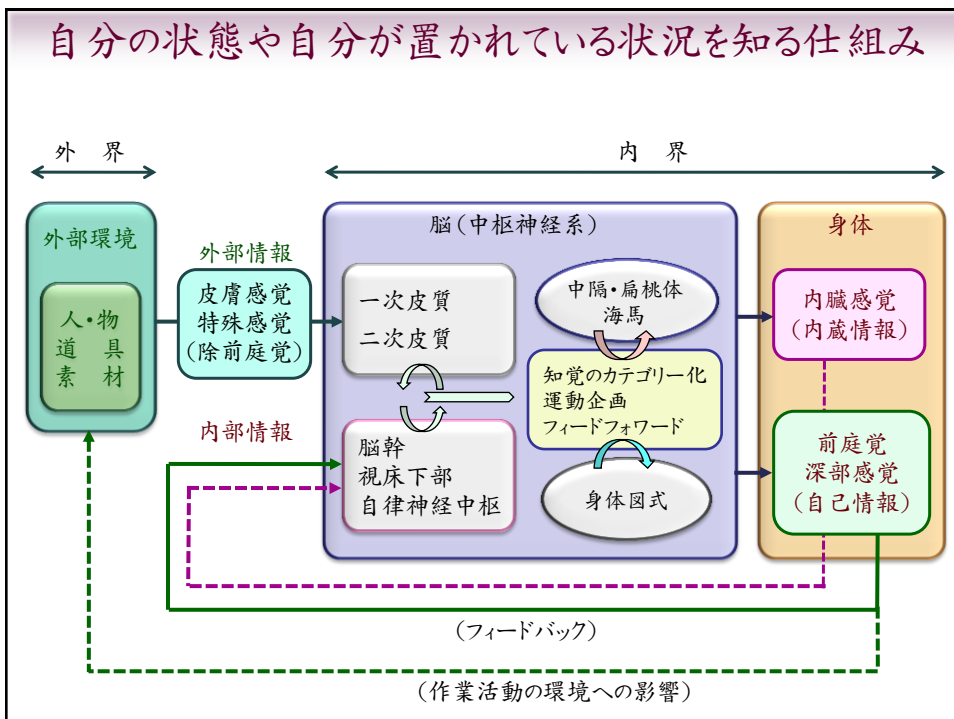 自分の状態や自分が置かれている状況を知る仕組み
外 界
内 界
外部環境
人・物
道 具
素 材
外部情報
皮膚感覚
特殊感覚
(除前庭覚)
内部情報
脳(中枢神経系)
一次皮質
二次皮質
脳幹
視床下部
自律神経中枢
中隔・扁桃体
海馬
知覚のカテゴリー化
運動企画
フィードフォワード
身体図式
身体
内臓感覚
(内蔵情報)
前庭覚
深部感覚
(自己情報)
(フィードバック)
(作業活動の環境への影響)